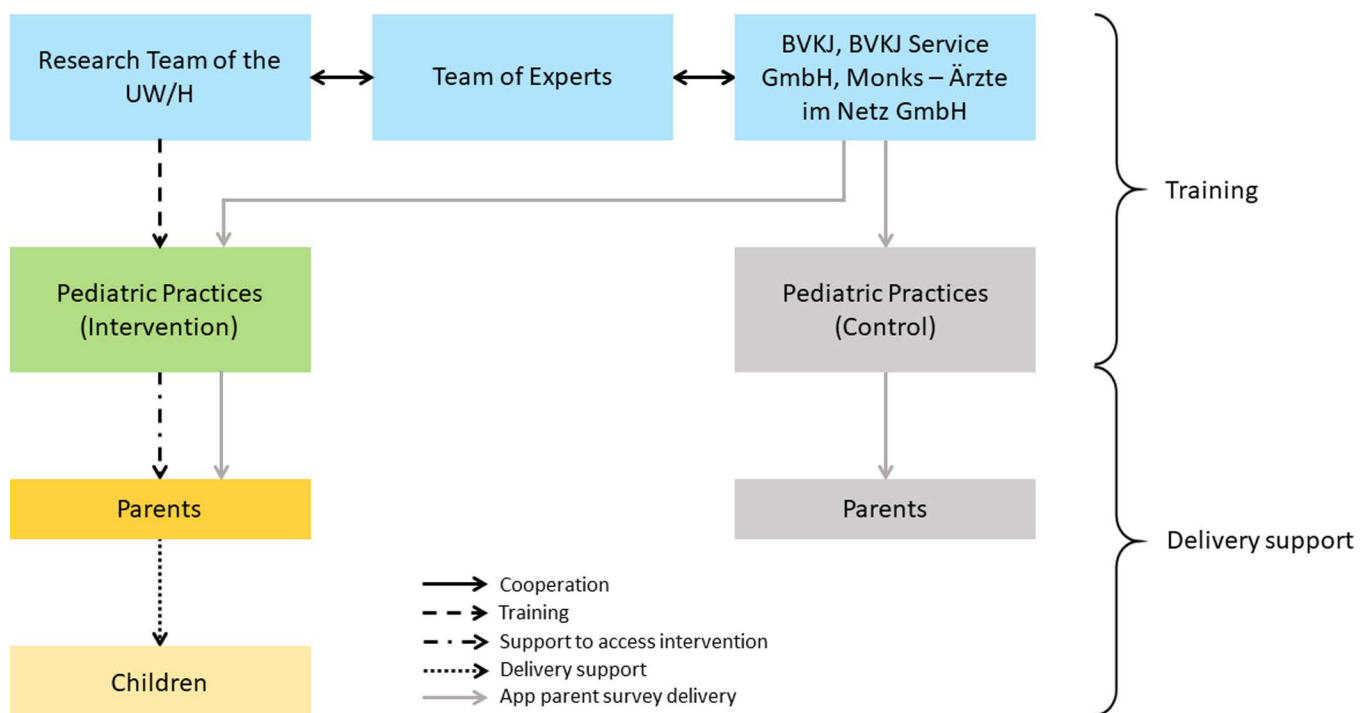 Research Team of the
UW/H
Team of Experts
BVKJ, BVKJ Service
GmbH, Monks – Ärzte
im Netz GmbH
Training
Pediatric Practices
(Intervention)
Pediatric Practices
(Control)
Parents
Parents
Delivery support
Children
Cooperation
Training
Support to access intervention
Delivery support
App parent survey delivery